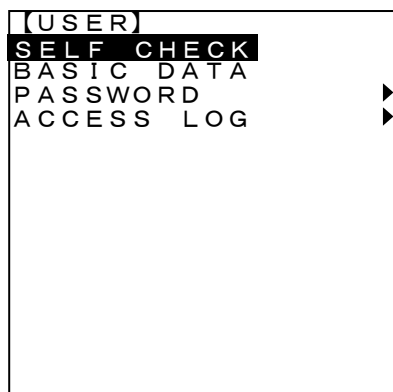 【USER】
SELF CHECK
BASIC DATA
PASSWORD ▶
ACCESS LOG ▶